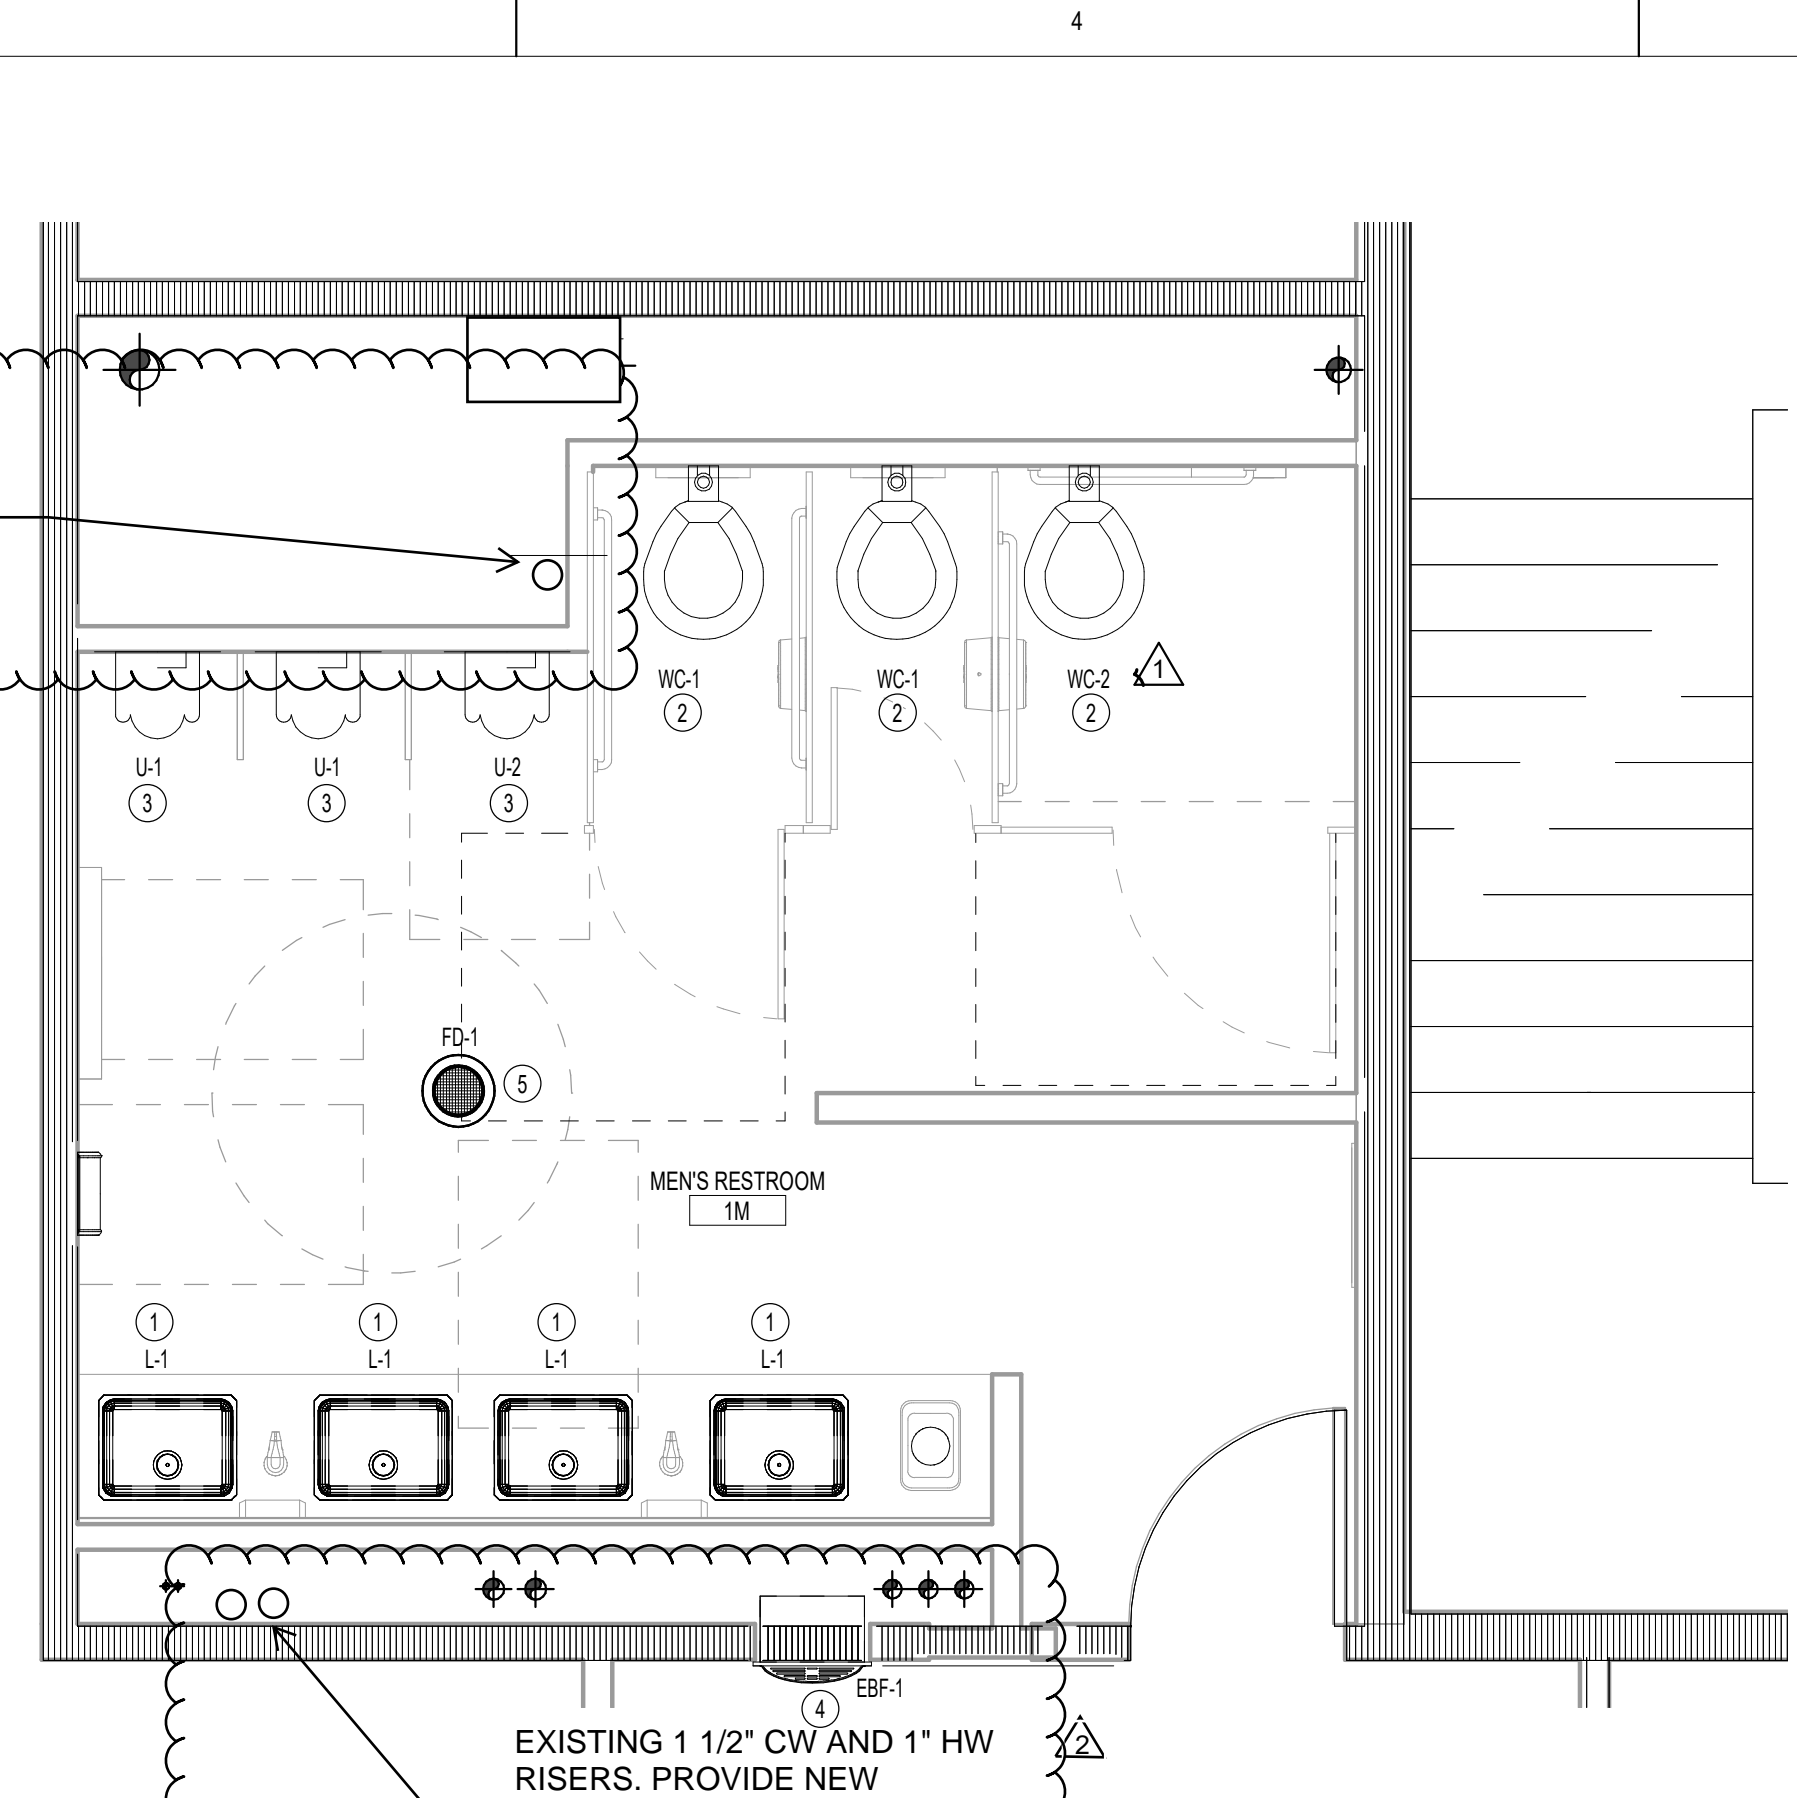 4
WC-1
WC-1
WC-2
1
2
2
2
U-1
U-1
U-2
3
3
3
FD-1
5
MEN'S RESTROOM
1M
1
1
1
1
L-1
L-1
L-1
L-1
EBF-1
4
EXISTING 1 1/2" CW AND 1" HW
2
RISERS. PROVIDE NEW